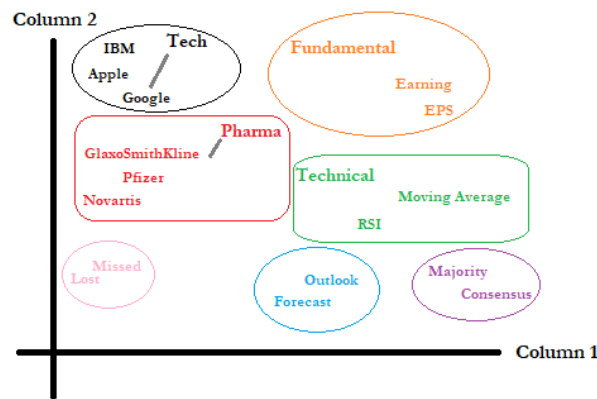 Column 2
IBM
Tech
Apple
Google
Fundamental
Earning
EPS
Pharma
GlaxoSmithKline
Pfizer
Novartis
Technical
Moving Average
RSI
Missed
Lost
Outlook
Forecast
Majority
Consensus
Column 1